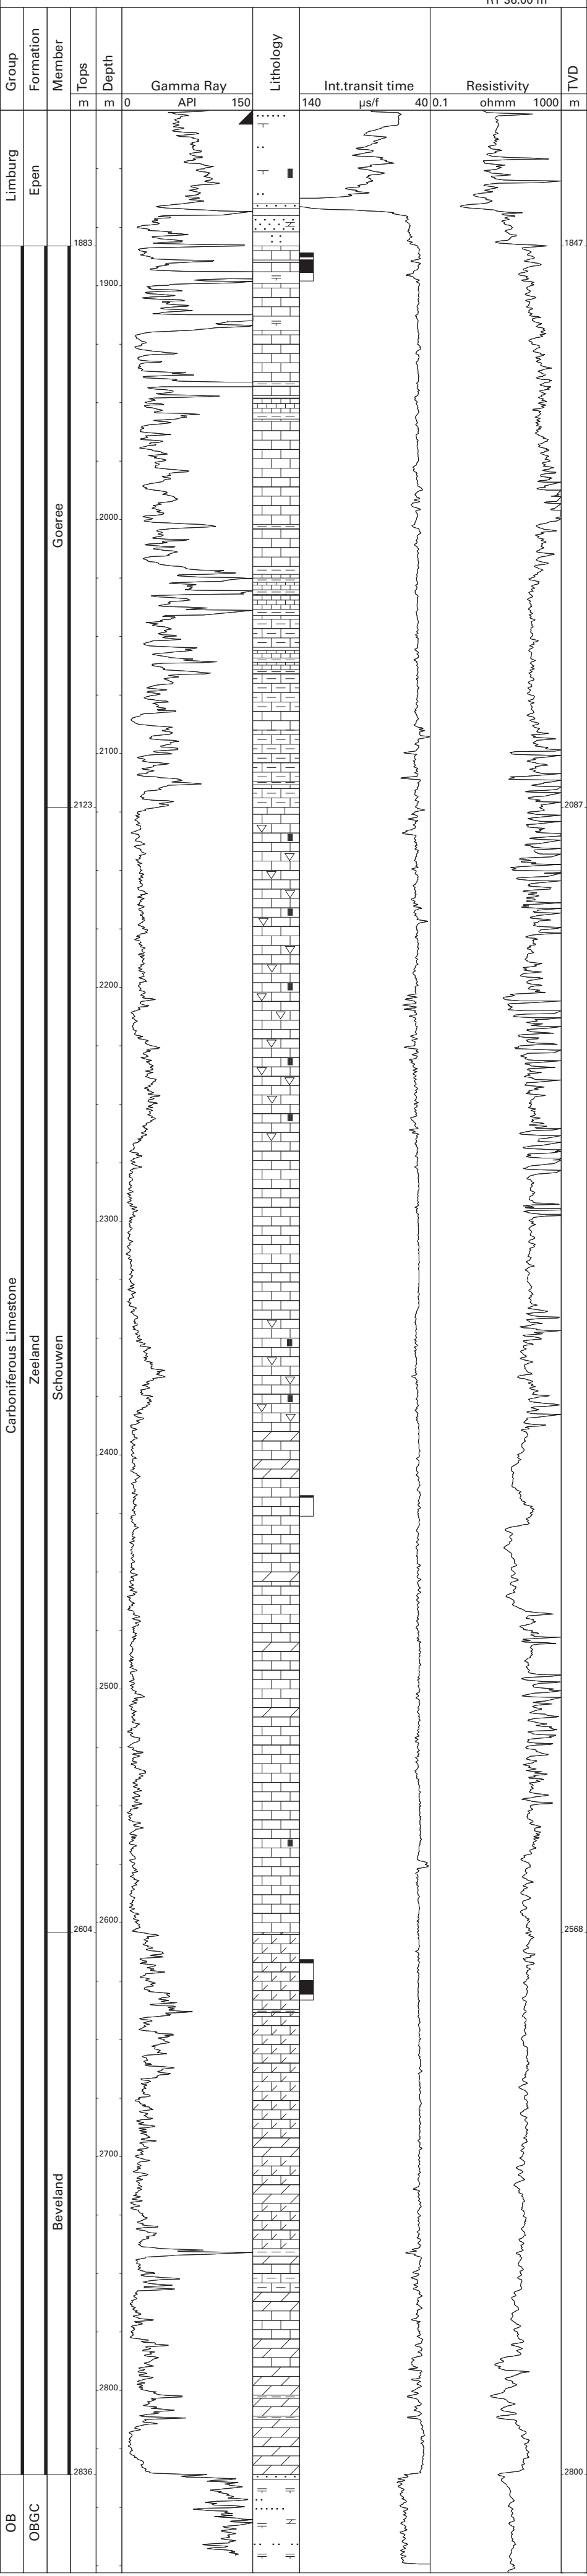 RT 36.00 m
Group
Formation
Member
Tops
Depth
Gamma Ray
Lithology
Int.transit time
Resistivity
TVD
m
m
0 API 150
140 µs/f 40
0.1 ohmm 1000
m
Limburg
Epen
1883
1847
1900
Goeree
2000
2100
2123
2087
2200
2300
Carboniferous Limestone
Zeeland
Schouwen
2400
2500
2600
2604
2568
2700
Beveland
2800
2836
2800
OB
OBGC